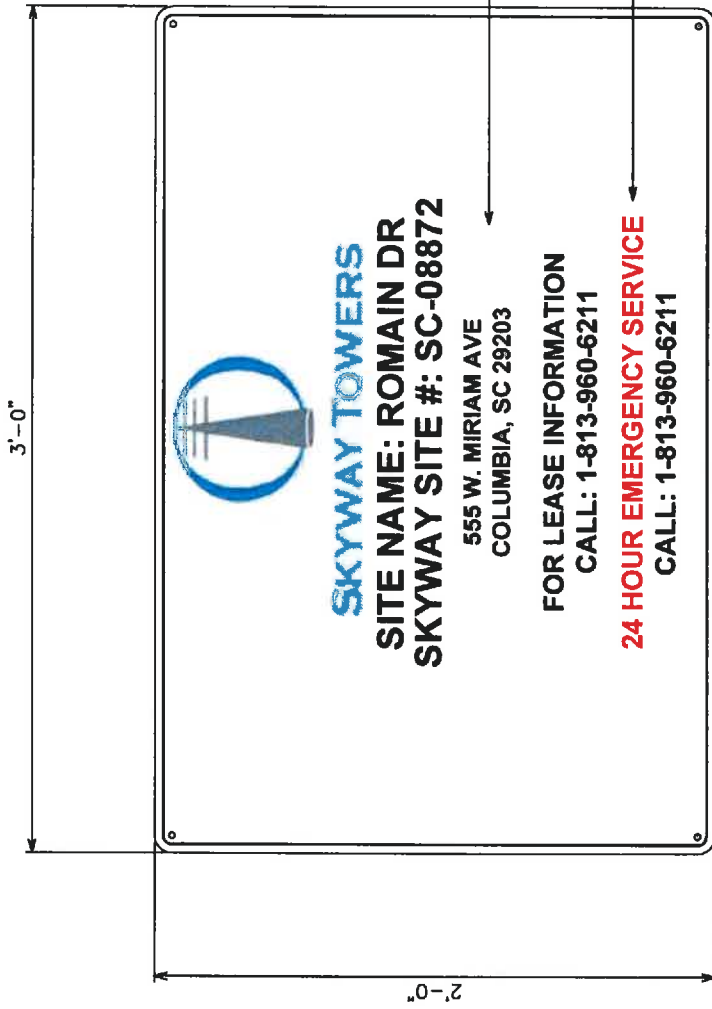 3'-0"
2'-0"
SKYWAY TOWERS
SITE NAME: ROMAIN DR
SKYWAY SITE #: SC-08872
555 W. MIRIAM AVE
COLUMBIA, SC 29203
FOR LEASE INFORMATION
CALL: 1-813-960-6211
24 HOUR EMERGENCY SERVICE
CALL: 1-813-960-6211